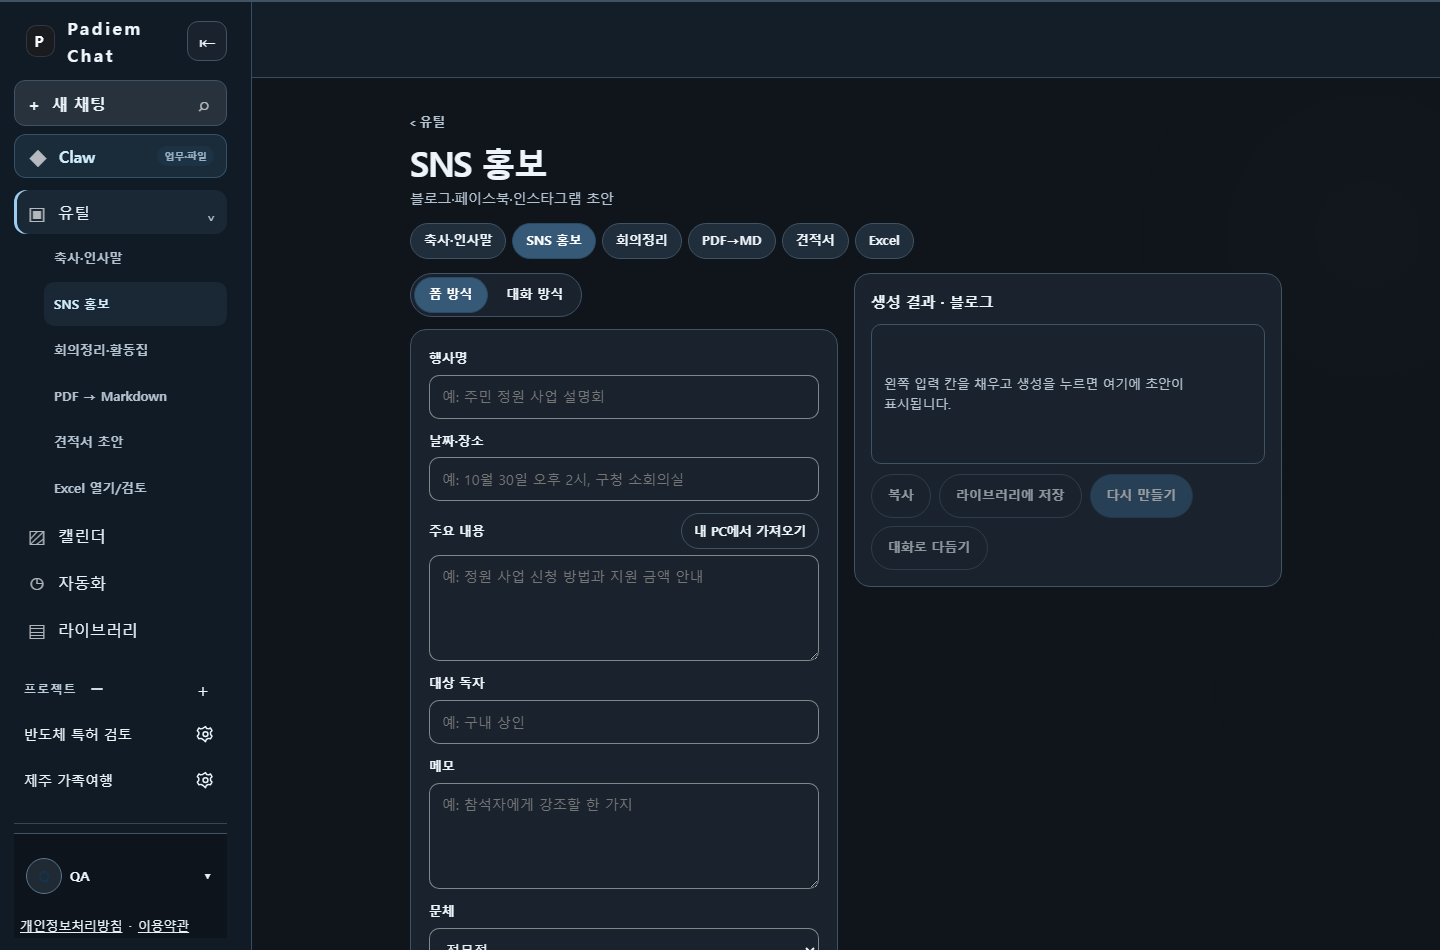 P
Padiem
Chat
+ 새 채팅
Claw
업무·파일
유틸
축사·인사말
SNS 홍보
회의정리·활동집
PDF → Markdown
견적서 초안
Excel 열기/검토
캘린더
자동화
라이브러리
프로젝트
+
반도체 특허 검토
제주 가족여행
QA
개인정보처리방침 · 이용약관
‹ 유틸
SNS 홍보
블로그·페이스북·인스타그램 초안
축사·인사말 SNS 홍보 회의정리 PDF→MD 견적서 Excel
폼 방식 대화 방식
행사명
예: 주민 정원 사업 설명회
날짜·장소
예: 10월 30일 오후 2시, 구청 소회의실
주요 내용
내 PC에서 가져오기
예: 정원 사업 신청 방법과 지원 금액 안내
대상 독자
예: 구내 상인
메모
예: 참석자에게 강조할 한 가지
문체
생성 결과 · 블로그
왼쪽 입력 칸을 채우고 생성을 누르면 여기에 초안이
표시됩니다.
복사 라이브러리에 저장 다시 만들기
대화로 다듬기